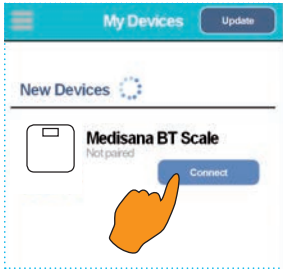 My Devices Update
New Devices
Medisana BT Scale
Not paired
Connect